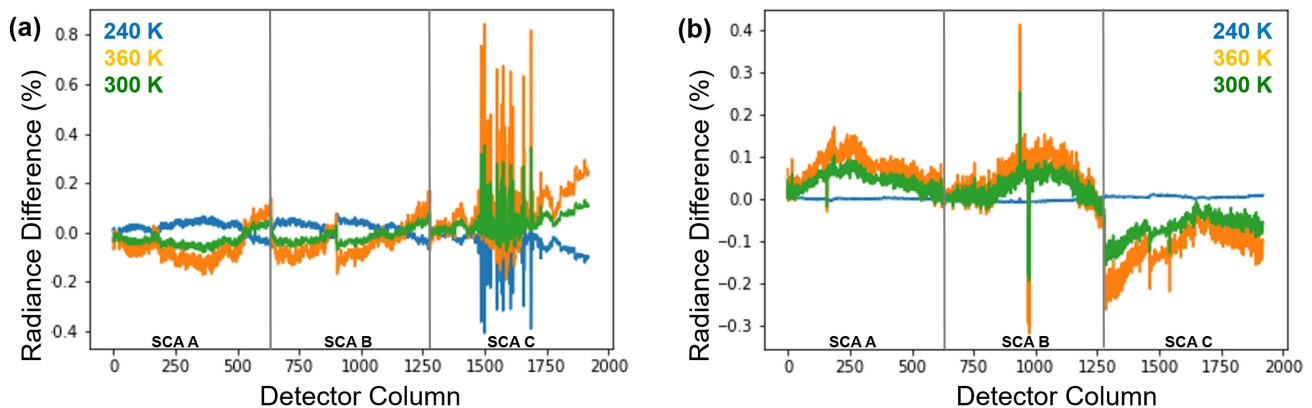 (a)
240 K
360 K
300 K
Radiance Difference (%)
0.8
0.6
0.4
0.2
0.0
0.2
0.4
SCA A
SCA B
SCA C
0
250
500
750
1000
1250
1500
1750
2000
Detector Column
(b)
240 K
360 K
300 K
Radiance Difference (%)
0.4
0.3
0.2
0.1
0.0
−0.1
−0.2
−0.3
SCA A
SCA B
SCA C
0
250
500
750
1000
1250
1500
1750
2000
Detector Column